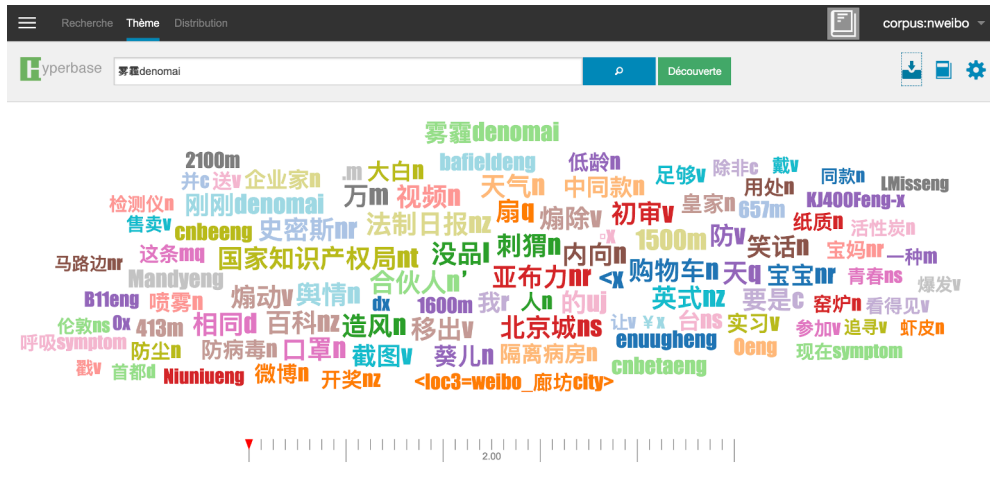 Recherche Thème Distribution corpus:nweibo
Hyperbase 雾霾denomai Découverte
雾霾denomai
2100m .m 大白n bafieldeng 低龄n 足够v 除非c 戴v
并c 送v 企业家n 万m 视频n 天气n 中同款n 用处n 同款n LMisseng
检测仪n 刚刚denomai 扇q 煽除v 初审v 皇家n 657m KJ400Feng-x
售卖v cnbeeng 史密斯nr 法制日报nz 刺猬n □x 1500m 防v 笑话n 纸质n 活性炭n
马路边nr 这条mq 国家知识产权局nt 没品l 内向n 购物车n 天q 宝宝nr 宝妈nr 一种m
Mandyeng 合伙人n’ 亚布力nr <x 青春ns 爆发v
B11eng 喷雾n 煽动v 舆情n dx 1600m 我r 人n 的uj 英式nz 要是c 窑炉n 看得见v
伦敦ns 0x 413m 相同d 百科nz 造风n 移出v 北京城ns 让v ￥x 台ns 实习v 参加v 追寻v 虾皮n
呼吸symptom 防尘n 防病毒n 口罩n 截图v 葵儿n 隔离病房n enuugheng 0eng 现在symptom
戳v 首都d Niuniueng 微博n 开奖nz <loc3=weibo_廊坊city> cnbetaeng
2.00